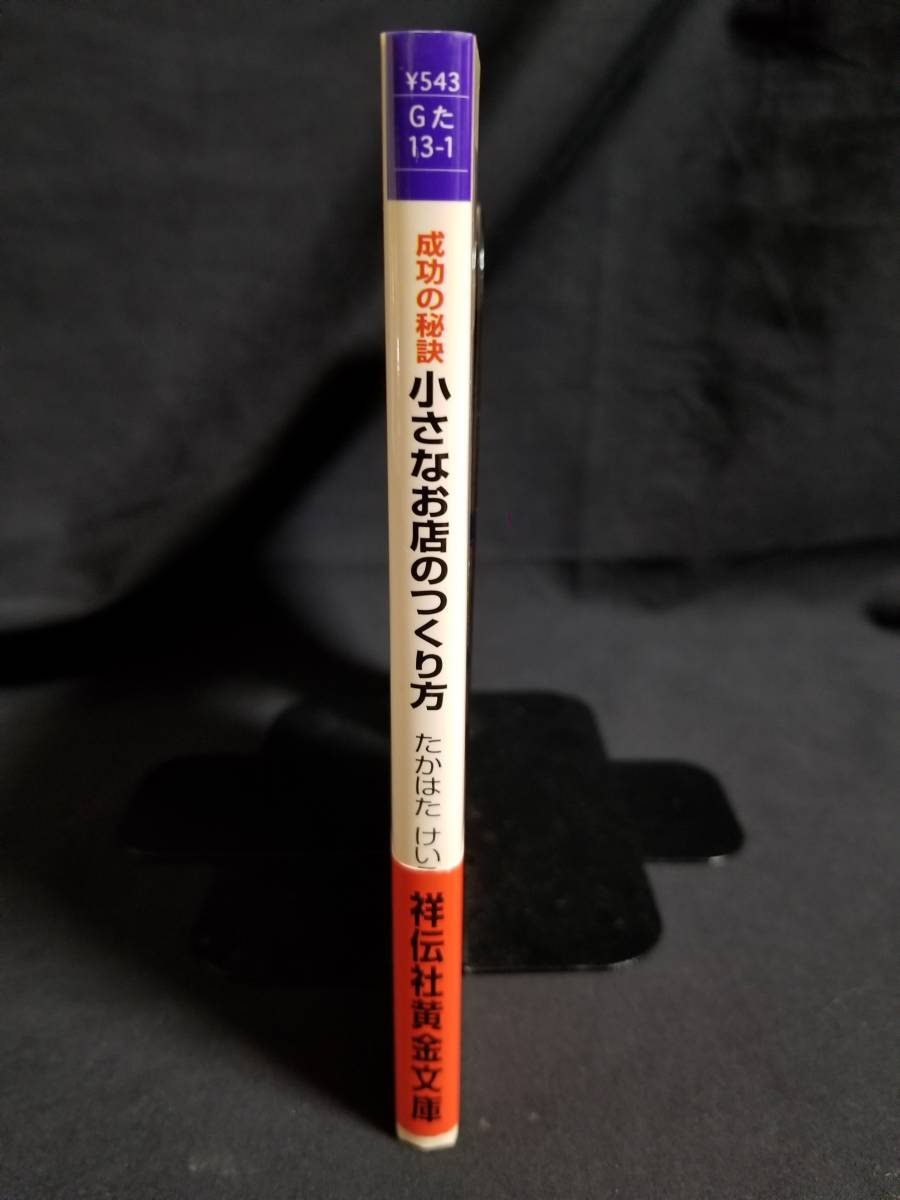 ¥543
Gた
13-1
成功の秘訣
小さなお店のつくり方
たかはた けい
祥伝社黄金文庫